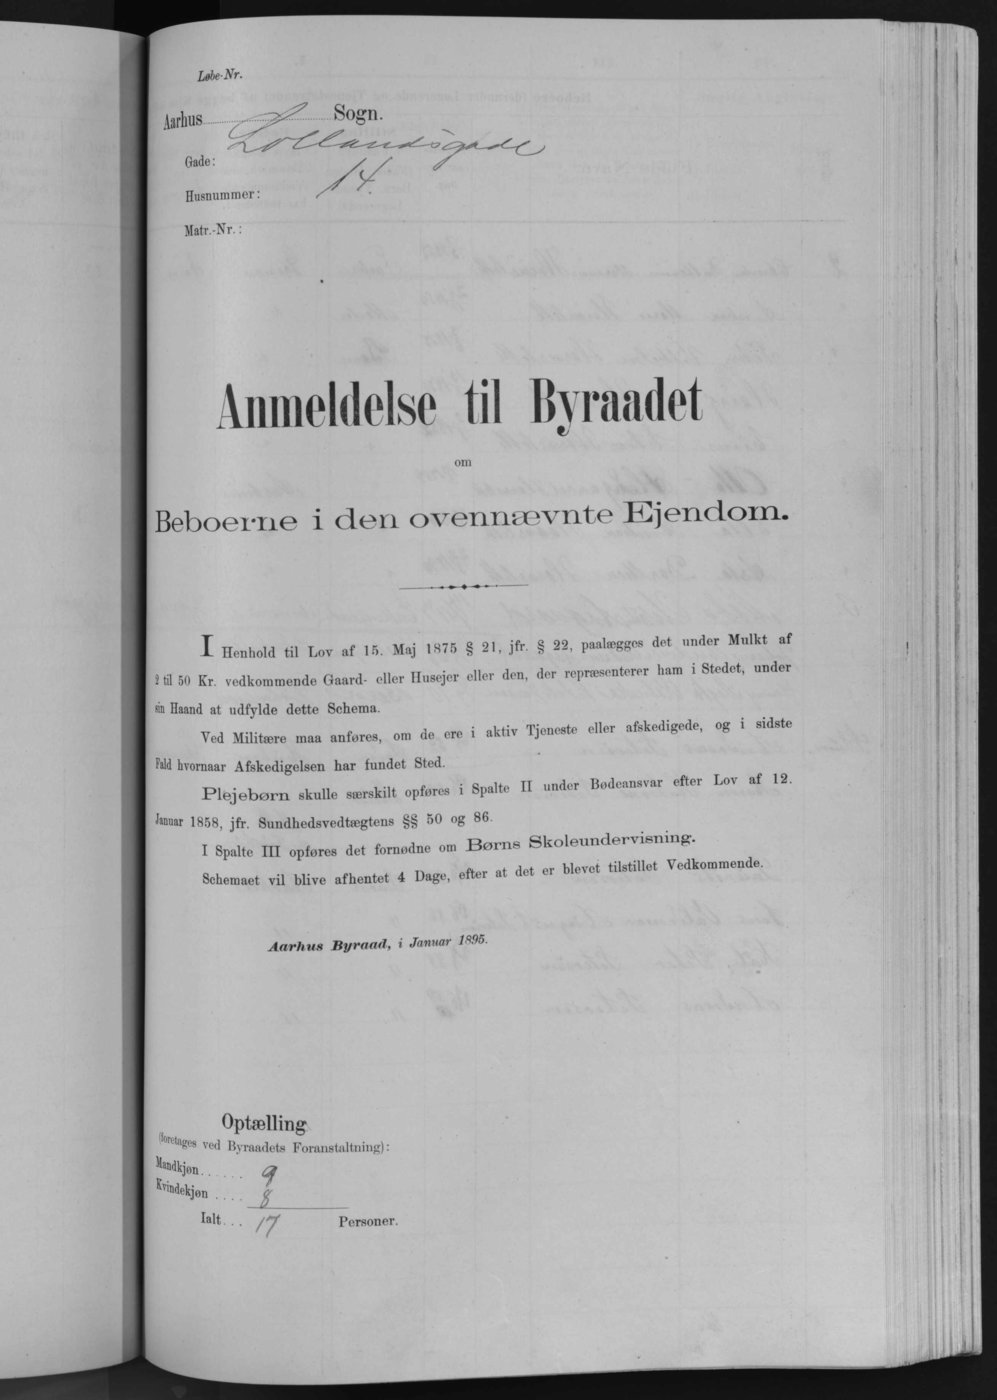 Løbe-Nr.
Aarhus Sogn.
Gade: Lollandsgade
Husnummer: 14.
Matr.-Nr.:
Anmeldelse til Byraadet
om
Beboerne i den ovennævnte Ejendom.
I Henhold til Lov af 15. Maj 1875 § 21, jfr. § 22, paalægges det under Mulkt af
2 til 50 Kr. vedkommende Gaard- eller Husejer eller den, der repræsenterer ham i Stedet, under
sin Haand at udfylde dette Schema.
Ved Militære maa anføres, om de ere i aktiv Tjeneste eller afskedigede, og i sidste
Fald hvornaar Afskedigelsen har fundet Sted.
Plejebørn skulle særskilt opføres i Spalte II under Bødeansvar efter Lov af 12.
Januar 1858, jfr. Sundhedsvedtægtens §§ 50 og 86.
I Spalte III opføres det fornødne om Børns Skoleundervisning.
Schemaet vil blive afhentet 4 Dage, efter at det er blevet tilstillet Vedkommende.
Aarhus Byraad, i Januar 1895.
Optælling
(foretages ved Byraadets Foranstaltning):
Mandkjøn...... 9
Kvindekjøn .... 8
Ialt... 17 Personer.